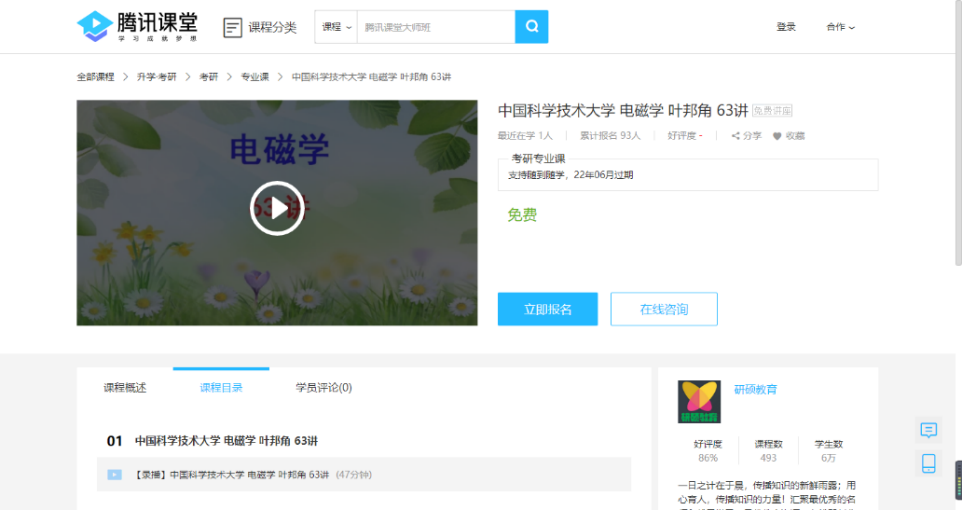 腾讯课堂
学习成就梦想
课程分类
课程
腾讯课堂大师班
登录
合作
全部课程 > 升学·考研 > 考研 > 专业课 > 中国科学技术大学 电磁学 叶邦角 63讲
电磁学
63讲
中国科学技术大学 电磁学 叶邦角 63讲 免费讲座
最近在学 1人 | 累计报名 93人 | 好评度 - | 分享 收藏
考研专业课
支持随到随学，22年06月过期
免费
立即报名
在线咨询
课程概述
课程目录
学员评论(0)
01 中国科学技术大学 电磁学 叶邦角 63讲
【录播】中国科学技术大学 电磁学 叶邦角 63讲 (47分钟)
研硕教育
研硕教育
好评度 课程数 学生数
86% 493 6万
一日之计在于晨，传播知识的新鲜雨露；用
心育人，传播知识的力量！汇聚最优秀的名